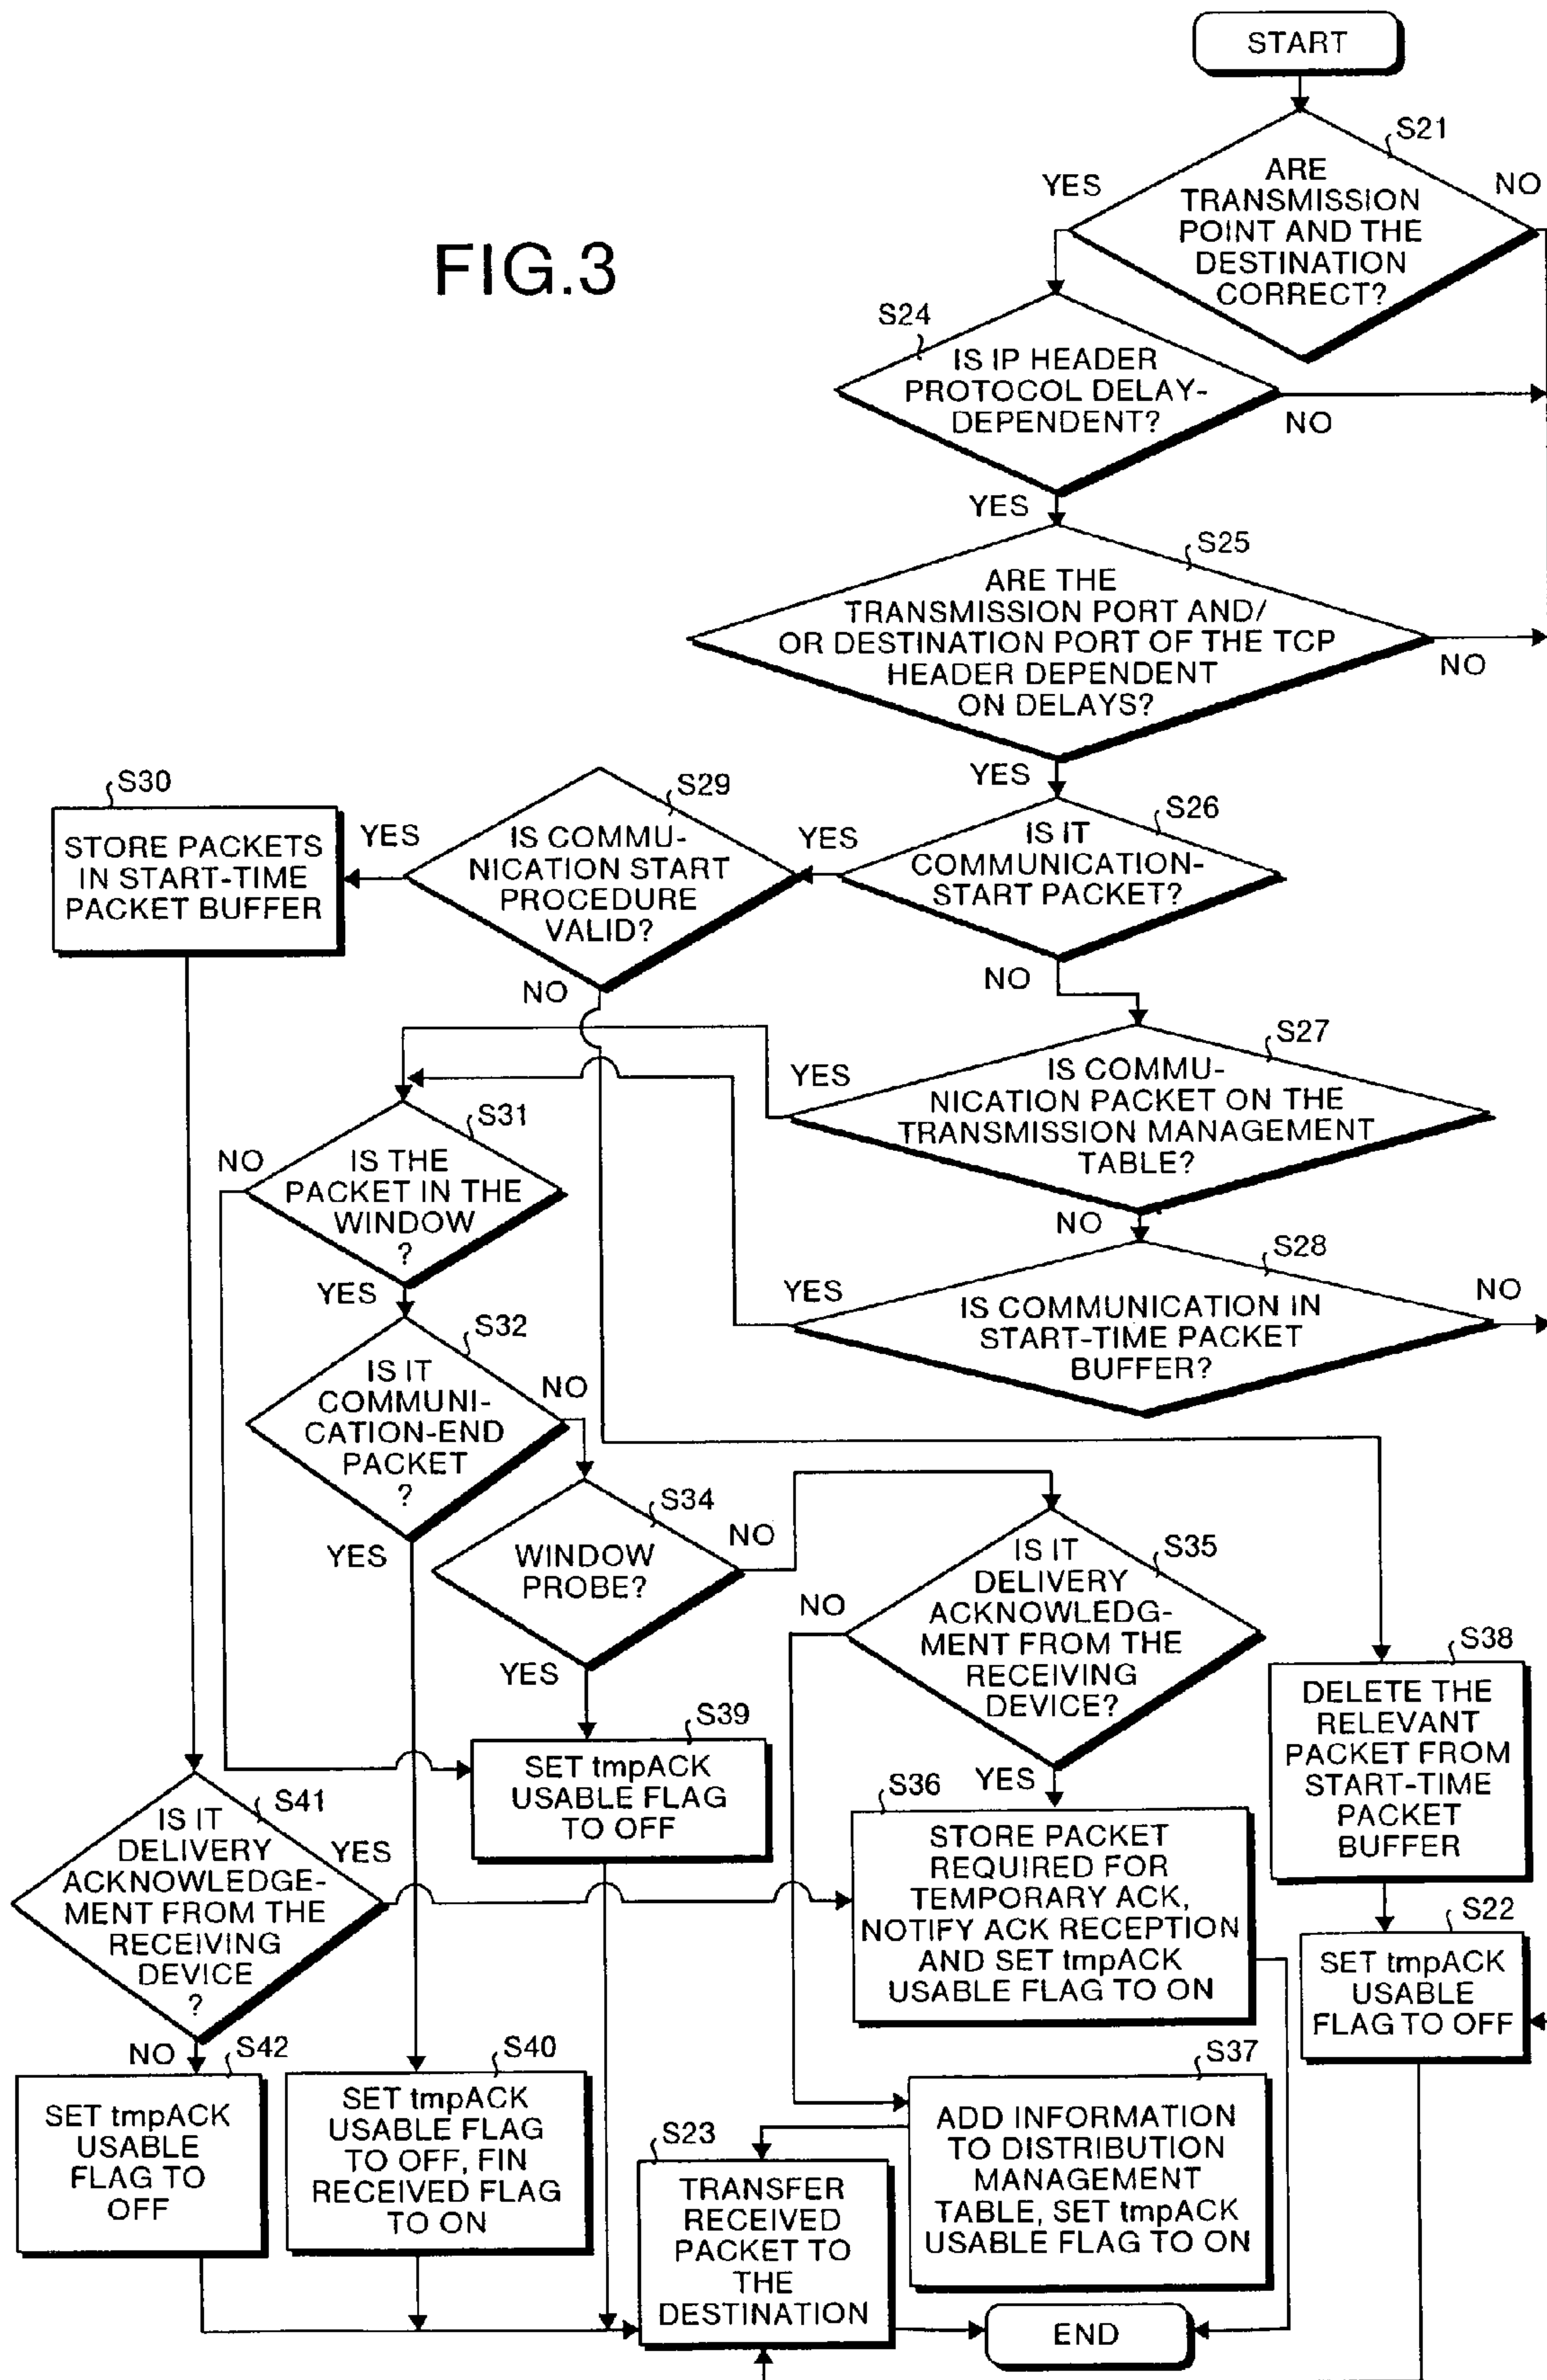 START
S21
YES
ARE
TRANSMISSION
POINT AND THE
DESTINATION
CORRECT?
NO
FIG.3
S24
IS IP HEADER
PROTOCOL DELAY-
DEPENDENT?
NO
YES
S25
ARE THE
TRANSMISSION PORT AND/
OR DESTINATION PORT OF THE TCP
HEADER DEPENDENT
ON DELAYS?
NO
YES
S30
STORE PACKETS
IN START-TIME
PACKET BUFFER
YES
S29
IS COMMU-
NICATION START
PROCEDURE
VALID?
NO
YES
S26
IS IT
COMMUNICATION-
START PACKET?
NO
S27
YES
IS COMMU-
NICATION PACKET ON THE
TRANSMISSION MANAGEMENT
TABLE?
NO
S28
YES
IS COMMUNICATION IN
START-TIME PACKET
BUFFER?
NO
S31
NO
IS THE
PACKET IN THE
WINDOW
?
YES
S32
IS IT
COMMUNI-
CATION-END
PACKET
?
NO
YES
S34
WINDOW
PROBE?
NO
YES
S35
IS IT
DELIVERY
ACKNOWLEDG-
MENT FROM THE
RECEIVING
DEVICE?
NO
YES
S38
DELETE THE
RELEVANT
PACKET FROM
START-TIME
PACKET
BUFFER
S39
SET tmpACK
USABLE FLAG
TO OFF
S36
STORE PACKET
REQUIRED FOR
TEMPORARY ACK,
NOTIFY ACK RECEPTION
AND SET tmpACK
USABLE FLAG TO ON
S41
IS IT
DELIVERY
ACKNOWLEDGE-
MENT FROM THE
RECEIVING
DEVICE
?
YES
NO
S22
SET tmpACK
USABLE
FLAG TO OFF
S42
SET tmpACK
USABLE
FLAG TO
OFF
S40
SET tmpACK
USABLE FLAG
TO OFF, FIN
RECEIVED FLAG
TO ON
S23
TRANSFER
RECEIVED
PACKET TO
THE
DESTINATION
S37
ADD INFORMATION
TO DISTRIBUTION
MANAGEMENT
TABLE, SET tmpACK
USABLE FLAG TO ON
END